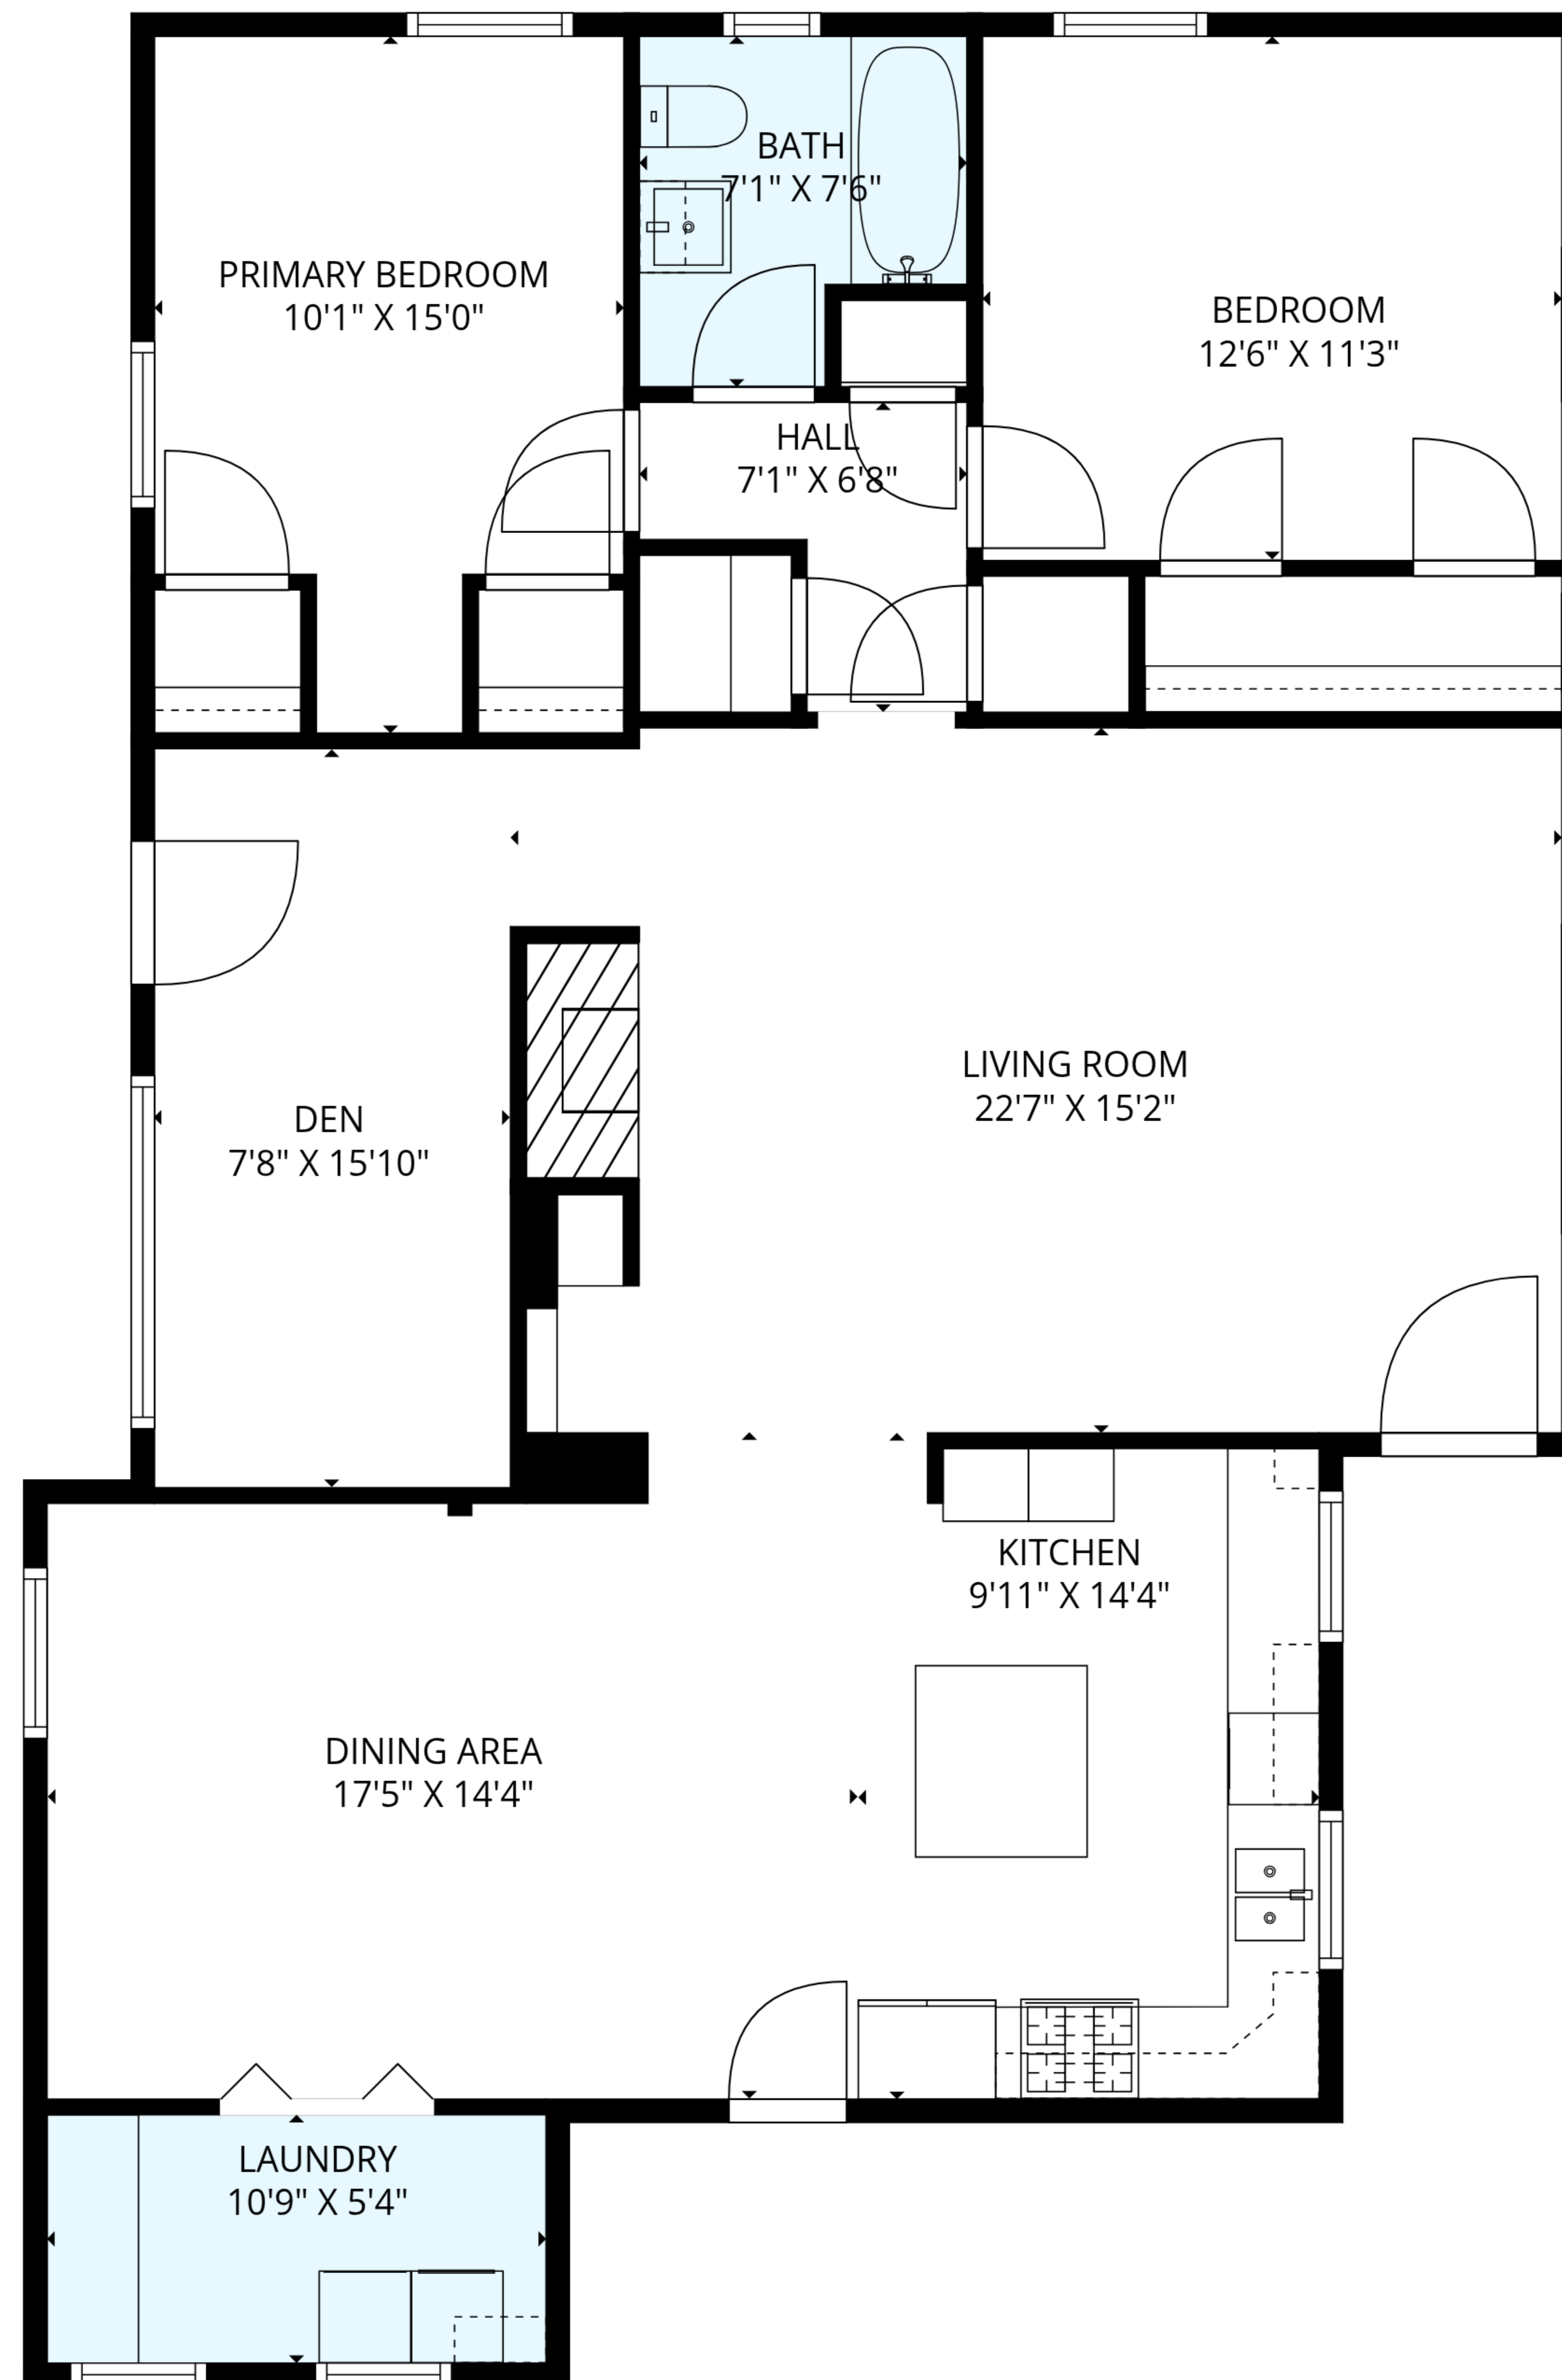 BATH
7'1" X 7'6"
PRIMARY BEDROOM
10'1" X 15'0"
BEDROOM
12'6" X 11'3"
HALL
7'1" X 6'8"
LIVING ROOM
22'7" X 15'2"
DEN
7'8" X 15'10"
KITCHEN
9'11" X 14'4"
DINING AREA
17'5" X 14'4"
LAUNDRY
10'9" X 5'4"